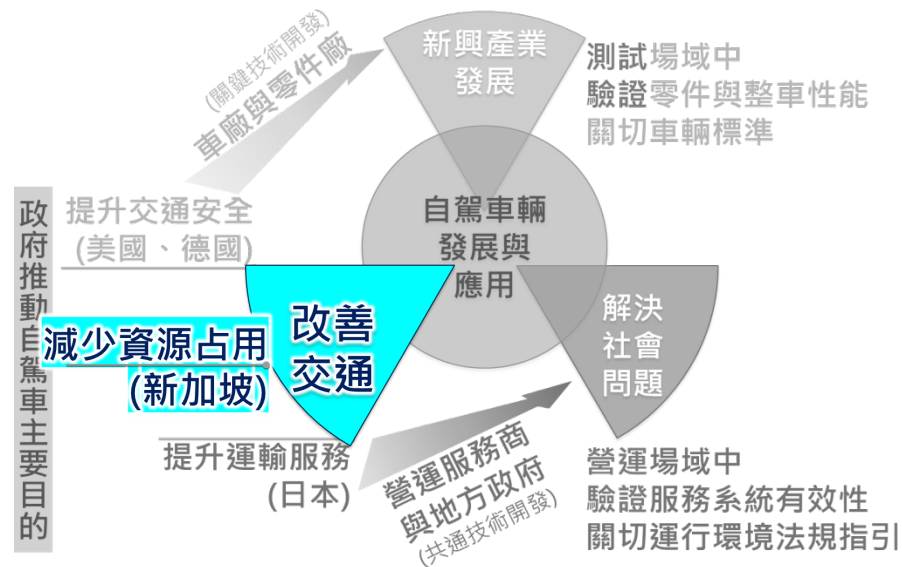 政府推動自駕車主要目的
提升交通安全
(美國、德國)
減少資源占用
(新加坡)
提升運輸服務
(日本)
改善
交通
(關鍵技術開發)
車廠與零件廠
新興產業
發展
測試場域中
驗證零件與整車性能
關切車輛標準
自駕車輛
發展與
應用
營運服務商
與地方政府
(共通技術開發)
解決
社會
問題
營運場域中
驗證服務系統有效性
關切運行環境法規指引